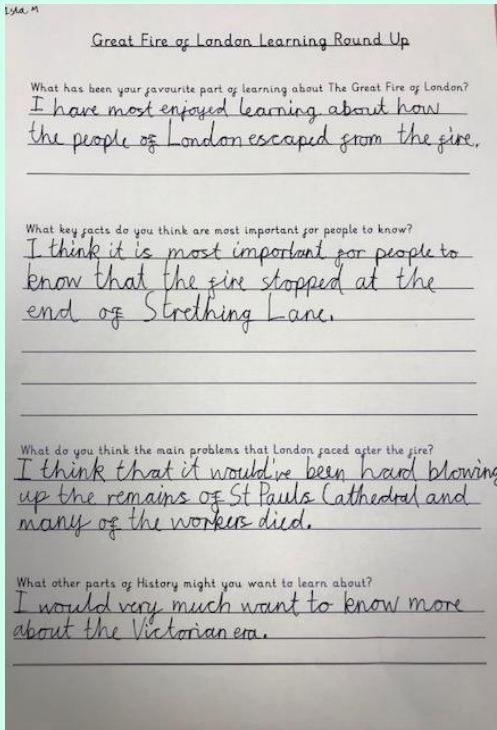 Isla M
Great Fire of London Learning Round Up
What has been your favourite part of learning about The Great Fire of London?
I have most enjoyed learning about how
the people of London escaped from the fire.
What key facts do you think are most important for people to know?
I think it is most important for people to
know that the fire stopped at the
end of Strething Lane.
What do you think the main problems that London faced after the fire?
I think that it would've been hard blowing
up the remains of St Pauls Cathedral and
many of the workers died.
What other parts of History might you want to learn about?
I would very much want to know more
about the Victorian era.